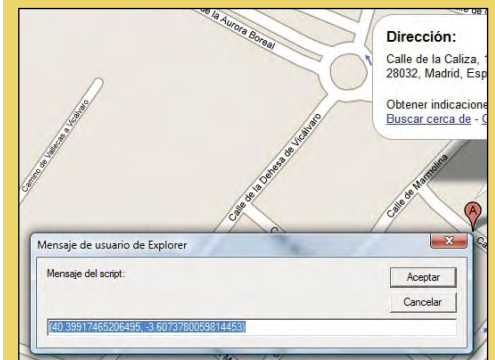 de la Aurora Boreal
Dirección:
Calle de la Caliza, 1
28032, Madrid, Esp
Obtener indicacione
Buscar cerca de -
Camino de Vallecas a Vicálvaro
Calle de la Dehesa de Vicálvaro
Calle de Marmolina
A
Mensaje de usuario de Explorer
Mensaje del script:
Aceptar
Cancelar
(40.39917465206495, -3.6073780059814453)